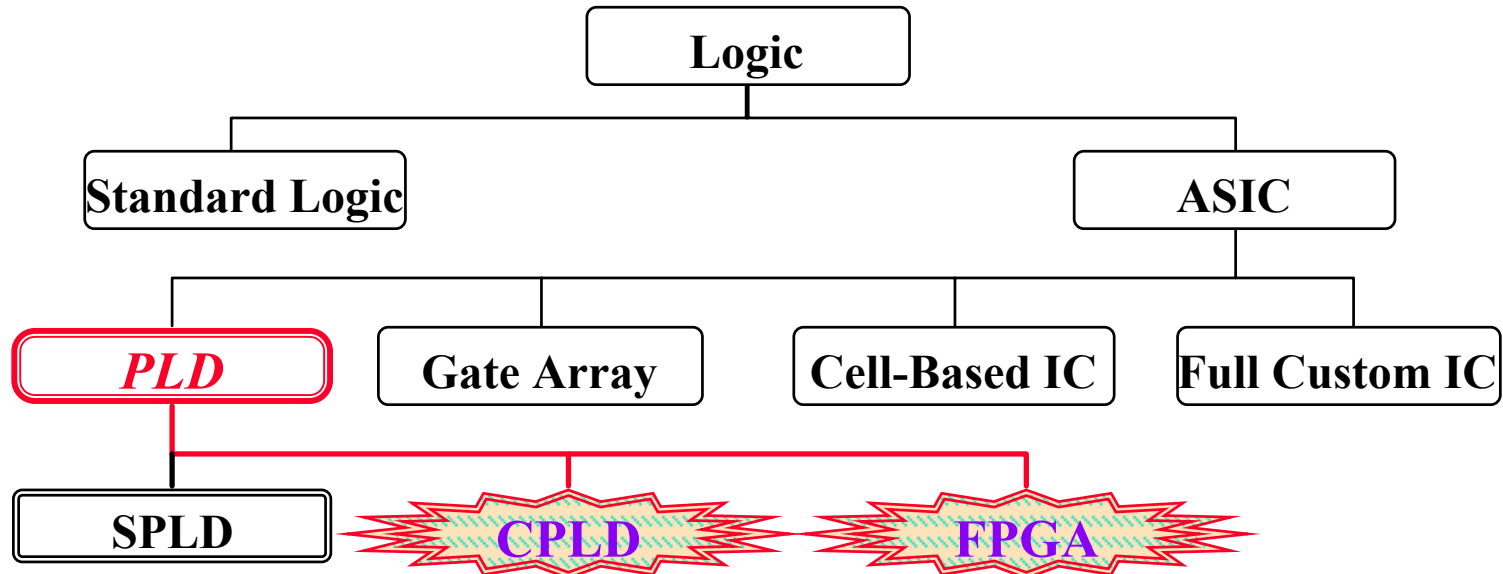 Logic
Standard Logic
ASIC
PLD
Gate Array
Cell-Based IC
Full Custom IC
SPLD
CPLD
FPGA